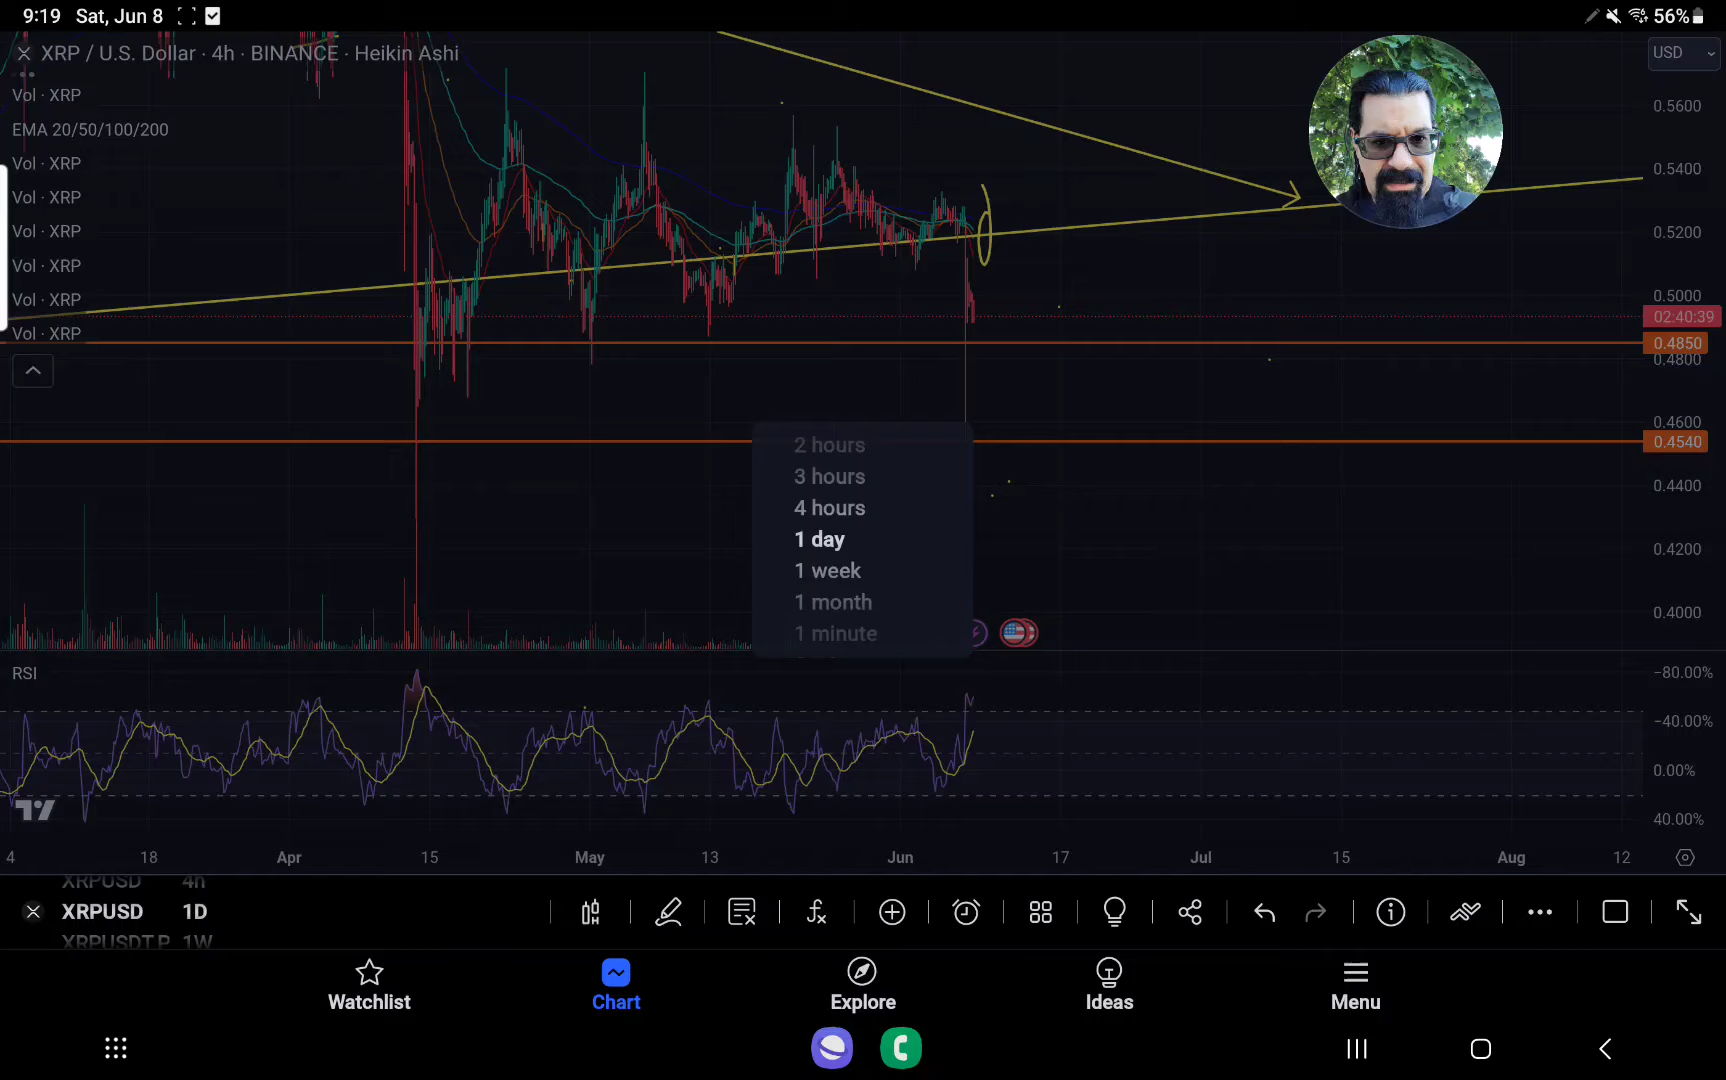 9:19 Sat, Jun 8
56%
XRP / U.S. Dollar · 4h · BINANCE · Heikin Ashi
USD
Vol · XRP
EMA 20/50/100/200
Vol · XRP
Vol · XRP
Vol · XRP
Vol · XRP
Vol · XRP
Vol · XRP
0.5600
0.5400
0.5200
0.5000
02:40:39
0.4850
0.4800
0.4600
0.4540
0.4400
0.4200
0.4000
2 hours
3 hours
4 hours
1 day
1 week
1 month
1 minute
RSI
−80.00%
−40.00%
0.00%
40.00%
4 18 Apr 15 May 13 Jun 17 Jul 15 Aug 12
XRPUSD 4h
XRPUSD 1D
XRPUSDT.P 1W
Watchlist Chart Explore Ideas Menu